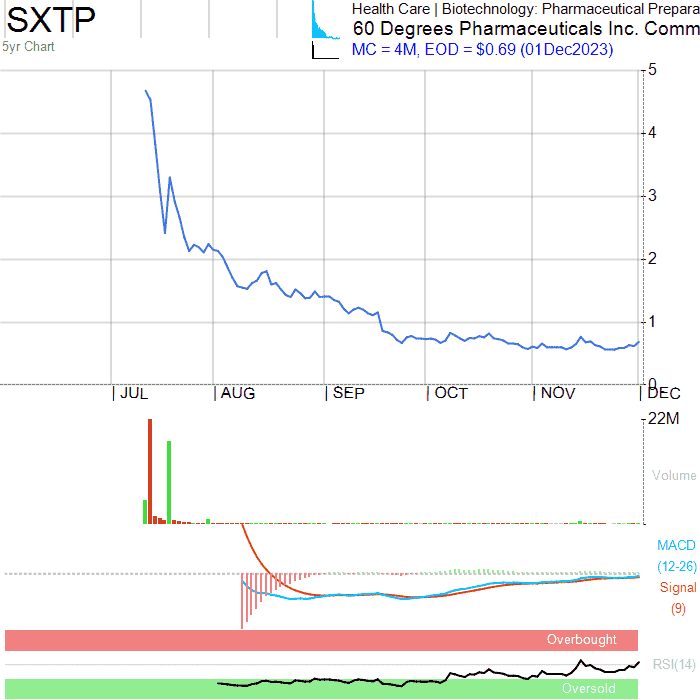 SXTP
5yr Chart
Health Care | Biotechnology: Pharmaceutical Prepara
60 Degrees Pharmaceuticals Inc. Comm
MC = 4M, EOD = $0.69 (01Dec2023)
5
4
3
2
1
0
JUL AUG SEP OCT NOV DEC
22M
Volume
MACD
(12-26)
Signal
(9)
Overbought
RSI(14)
Oversold